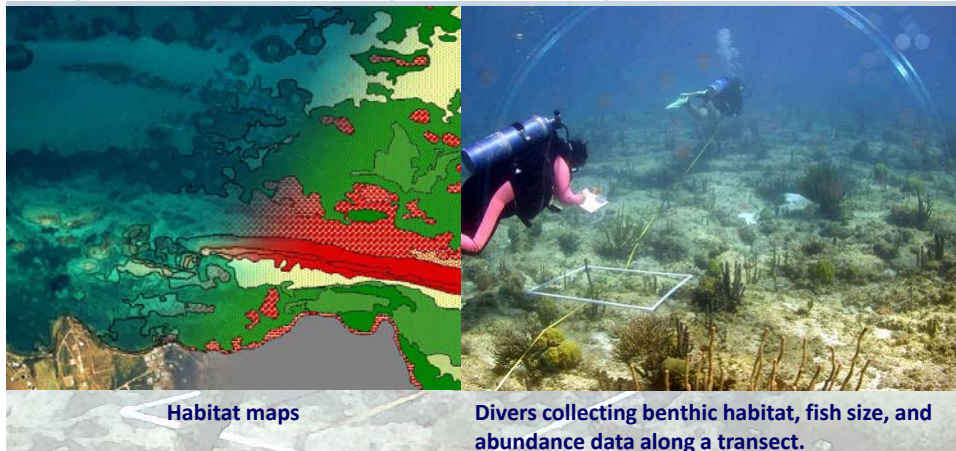 Habitat maps
Divers collecting benthic habitat, fish size, and
abundance data along a transect.